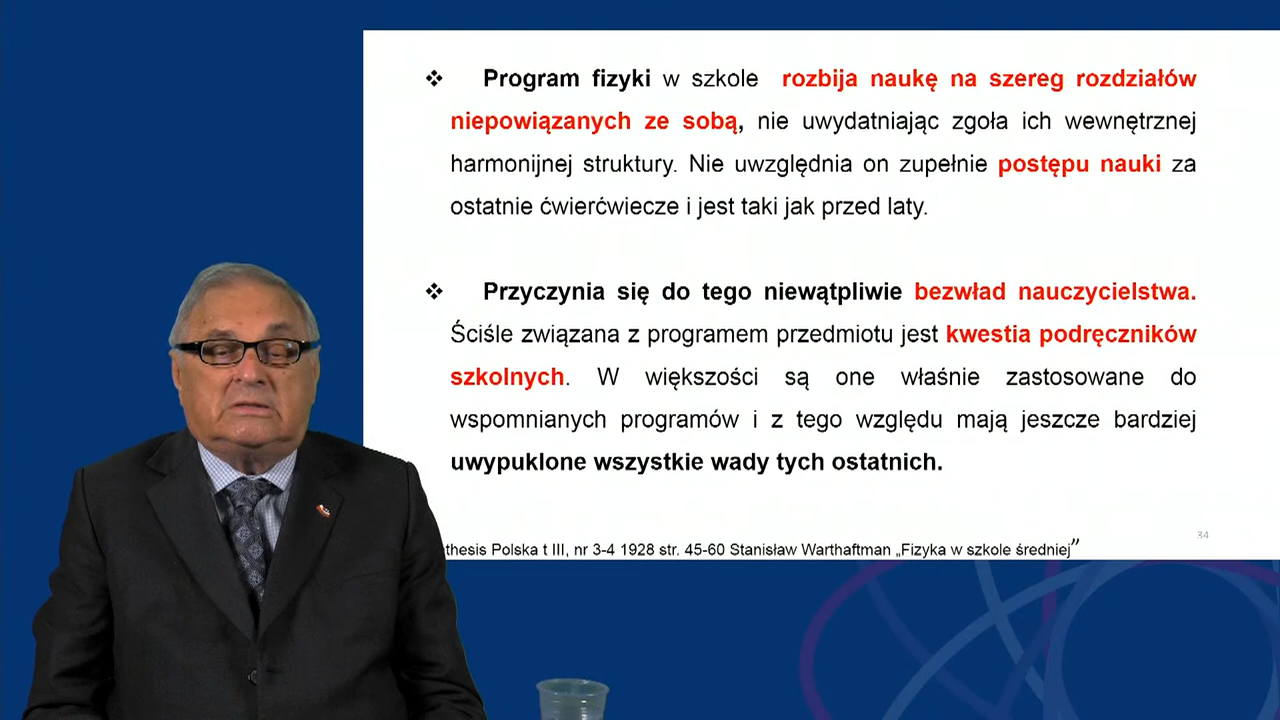 ❖ Program fizyki w szkole rozbija naukę na szereg rozdziałów
niepowiązanych ze sobą, nie uwydatniając zgoła ich wewnętrznej
harmonijnej struktury. Nie uwzględnia on zupełnie postępu nauki za
ostatnie ćwierćwiecze i jest taki jak przed laty.
❖ Przyczynia się do tego niewątpliwie bezwład nauczycielstwa.
Ściśle związana z programem przedmiotu jest kwestia podręczników
szkolnych. W większości są one właśnie zastosowane do
wspomnianych programów i z tego względu mają jeszcze bardziej
uwypuklone wszystkie wady tych ostatnich.
34
thesis Polska t III, nr 3-4 1928 str. 45-60 Stanisław Warthaftman „Fizyka w szkole średniej”